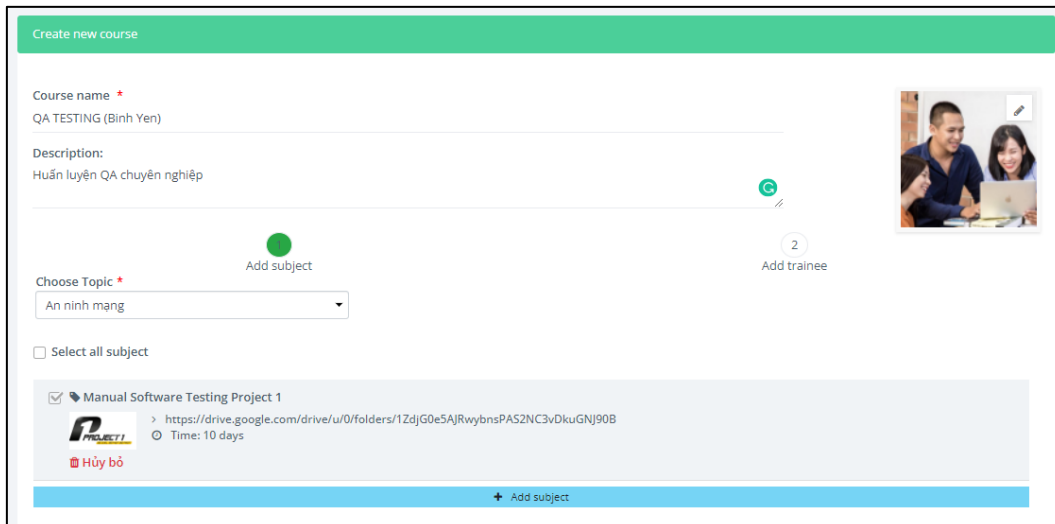 Create new course
Course name *
QA TESTING (Binh Yen)
Description:
Huấn luyện QA chuyên nghiệp
1
Add subject
2
Add trainee
Choose Topic *
An ninh mạng
Select all subject
Manual Software Testing Project 1
https://drive.google.com/drive/u/0/folders/1ZdjG0e5AJRwybnsPAS2NC3vDkuGNJ90B
PROJECT 1
Time: 10 days
Hủy bỏ
+ Add subject